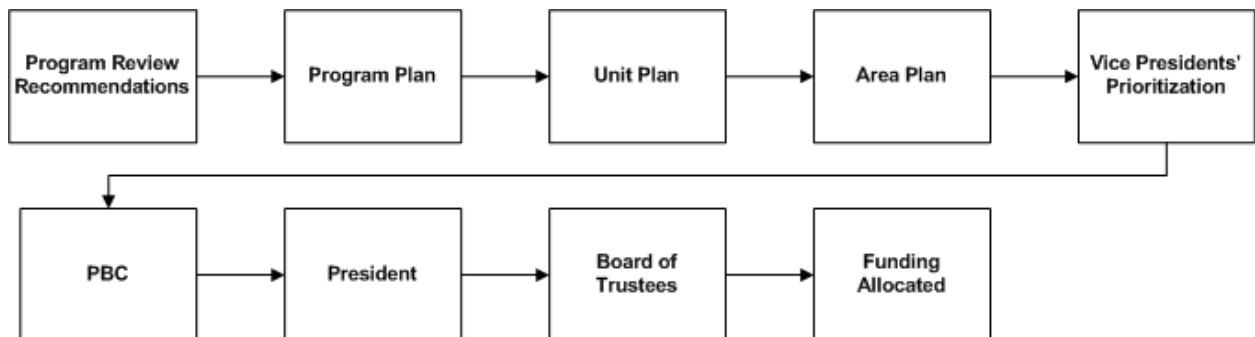 Program Review
Recommendations
Program Plan
Unit Plan
Area Plan
Vice Presidents'
Prioritization
PBC
President
Board of
Trustees
Funding
Allocated